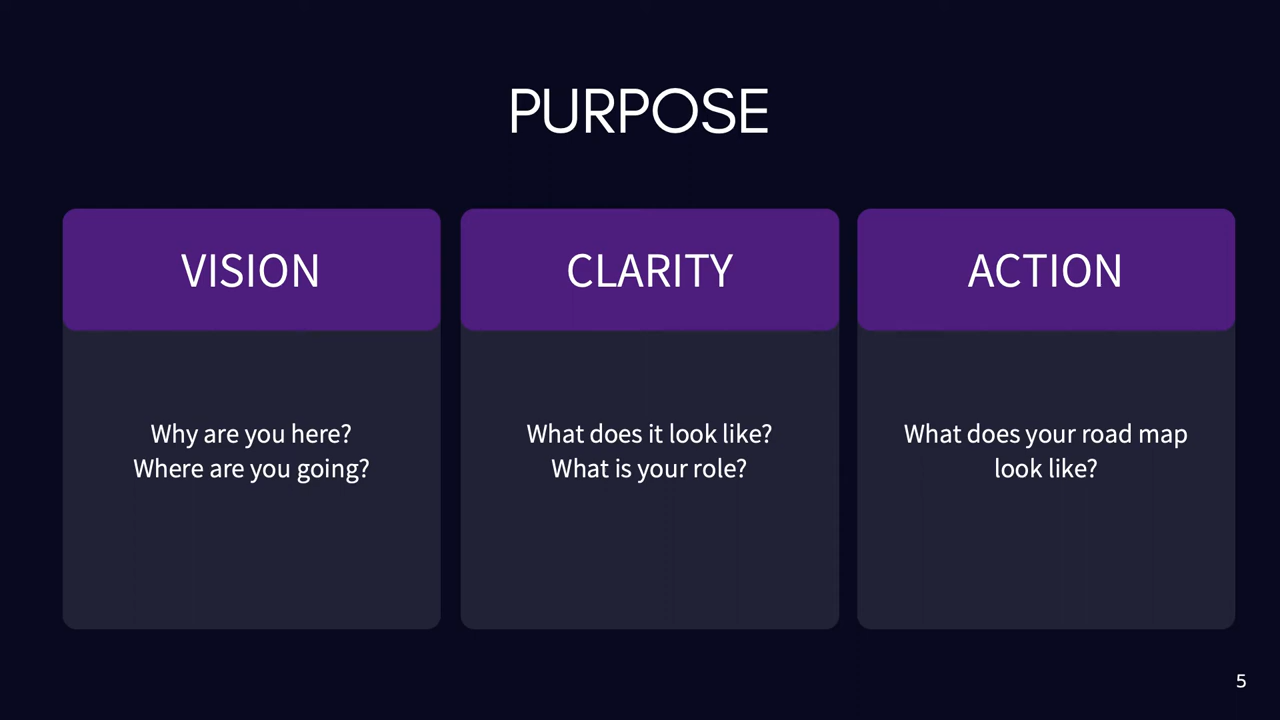 PURPOSE
VISION
Why are you here?
Where are you going?
CLARITY
What does it look like?
What is your role?
ACTION
What does your road map
look like?
5